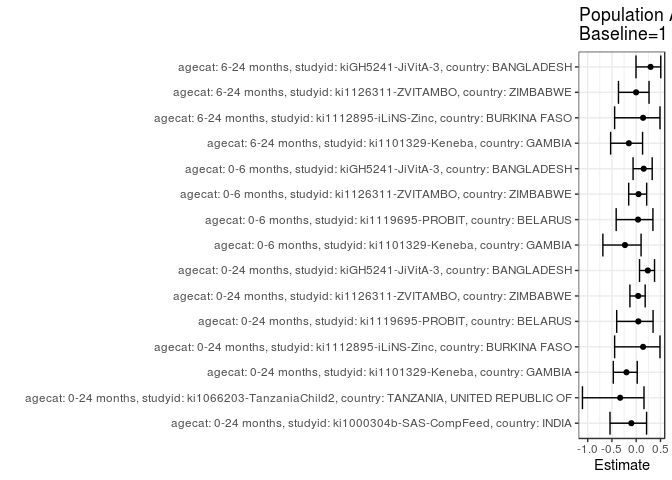 Population
Baseline=1
agecat: 6-24 months, studyid: kiGH5241-JiVitA-3, country: BANGLADESH
agecat: 6-24 months, studyid: ki1126311-ZVITAMBO, country: ZIMBABWE
agecat: 6-24 months, studyid: ki1112895-iLiNS-Zinc, country: BURKINA FASO
agecat: 6-24 months, studyid: ki1101329-Keneba, country: GAMBIA
agecat: 0-6 months, studyid: kiGH5241-JiVitA-3, country: BANGLADESH
agecat: 0-6 months, studyid: ki1126311-ZVITAMBO, country: ZIMBABWE
agecat: 0-6 months, studyid: ki1119695-PROBIT, country: BELARUS
agecat: 0-6 months, studyid: ki1101329-Keneba, country: GAMBIA
agecat: 0-24 months, studyid: kiGH5241-JiVitA-3, country: BANGLADESH
agecat: 0-24 months, studyid: ki1126311-ZVITAMBO, country: ZIMBABWE
agecat: 0-24 months, studyid: ki1119695-PROBIT, country: BELARUS
agecat: 0-24 months, studyid: ki1112895-iLiNS-Zinc, country: BURKINA FASO
agecat: 0-24 months, studyid: ki1101329-Keneba, country: GAMBIA
agecat: 0-24 months, studyid: ki1066203-TanzaniaChild2, country: TANZANIA, UNITED REPUBLIC OF
agecat: 0-24 months, studyid: ki1000304b-SAS-CompFeed, country: INDIA
-1.0 -0.5 0.0 0.5
Estimate